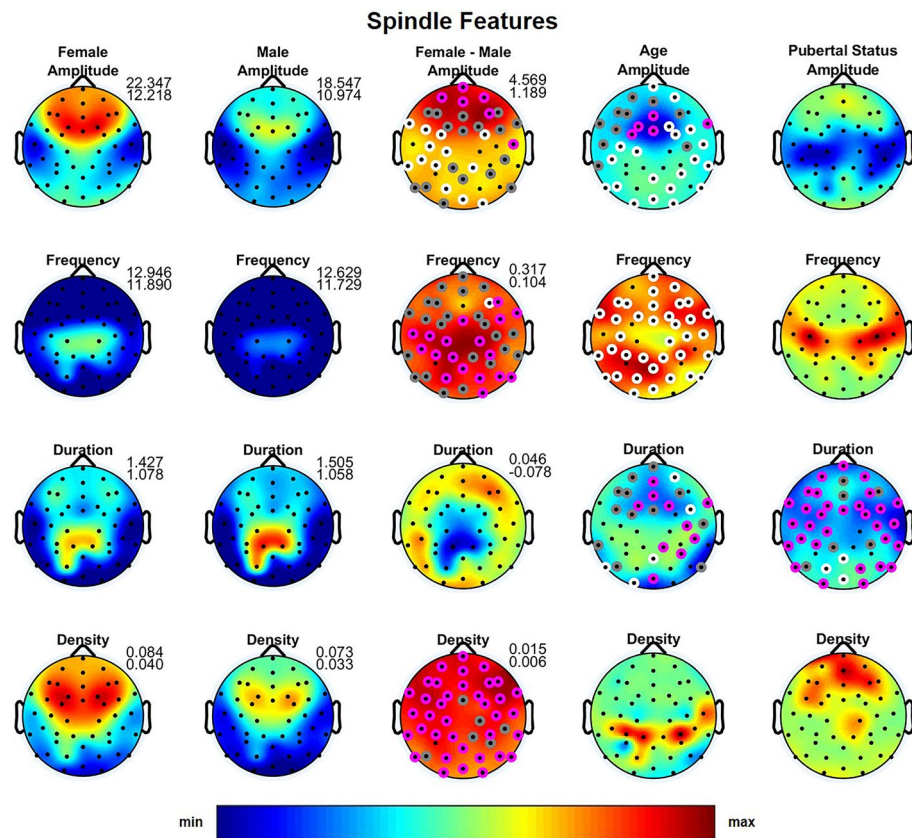 Spindle Features
Female
Amplitude
22.347
12.218
Male
Amplitude
18.547
10.974
Female - Male
Amplitude
4.569
1.189
Age
Amplitude
Pubertal Status
Amplitude
Frequency
12.946
11.890
Frequency
12.629
11.729
Frequency
0.317
0.104
Frequency
Frequency
Duration
1.427
1.078
Duration
1.505
1.058
Duration
0.046
-0.078
Duration
Duration
Density
0.084
0.040
Density
0.073
0.033
Density
0.015
0.006
Density
Density
min
max